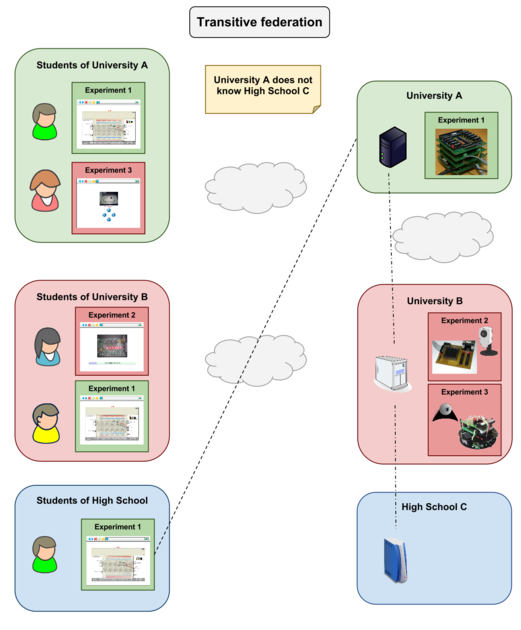 Transitive federation
Students of University A
Experiment 1
Experiment 3
University A does not
know High School C
University A
Experiment 1
Students of University B
Experiment 2
Experiment 1
University B
Experiment 2
Experiment 3
Students of High School
Experiment 1
High School C